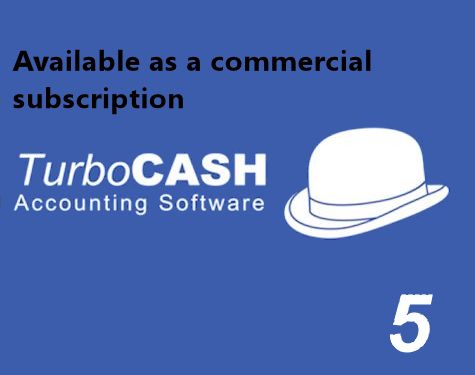 Available as a commercial
subscription
TurboCASH
Accounting Software
5